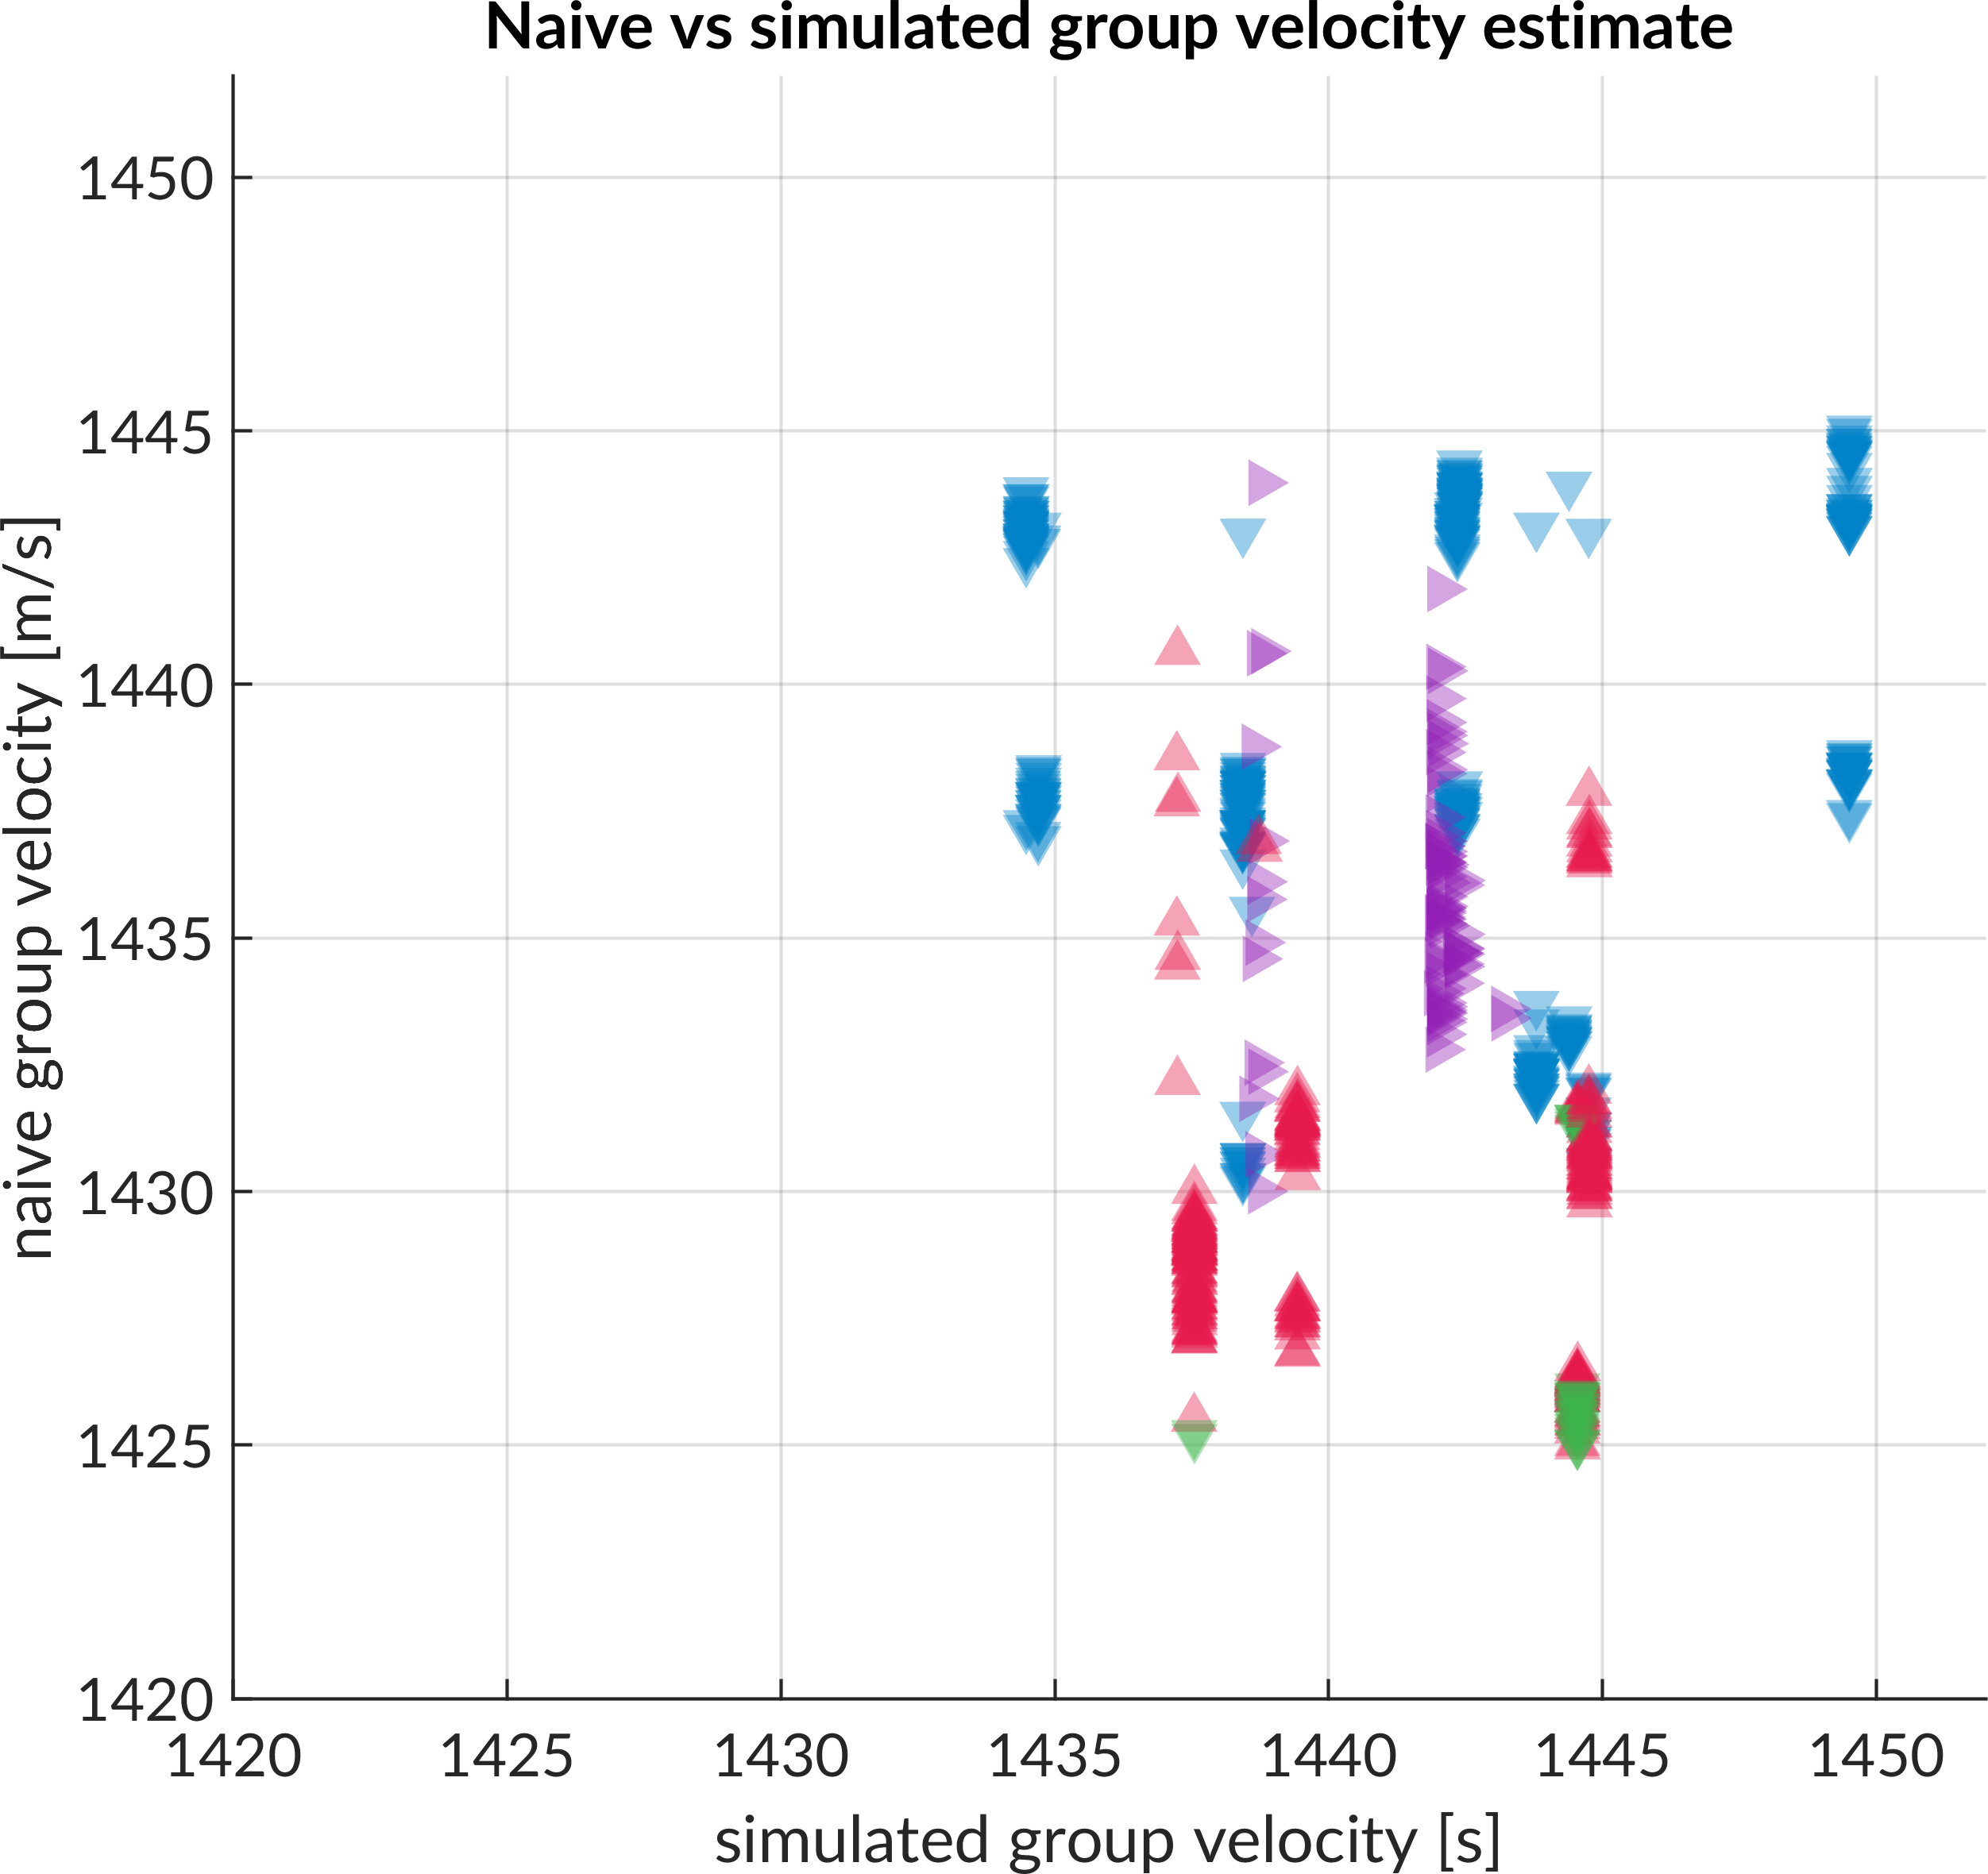 Naive vs simulated group velocity estimate
1450
1445
1440
1435
1430
1425
1420
naive group velocity [m/s]
1420 1425 1430 1435 1440 1445 1450
simulated group velocity [s]